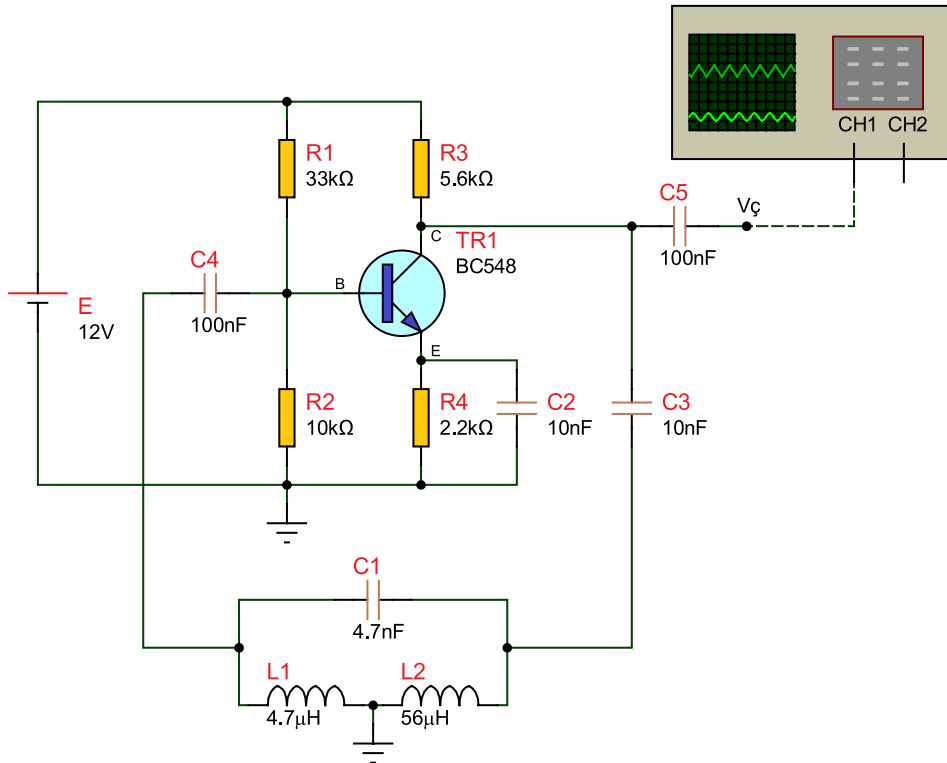 CH1 CH2
R1
33kΩ
R3
5.6kΩ
C5
100nF
Vç
C
TR1
BC548
C4
100nF
B
E
12V
E
R2
10kΩ
R4
2.2kΩ
C2
10nF
C3
10nF
C1
4.7nF
L1
4.7µH
L2
56µH